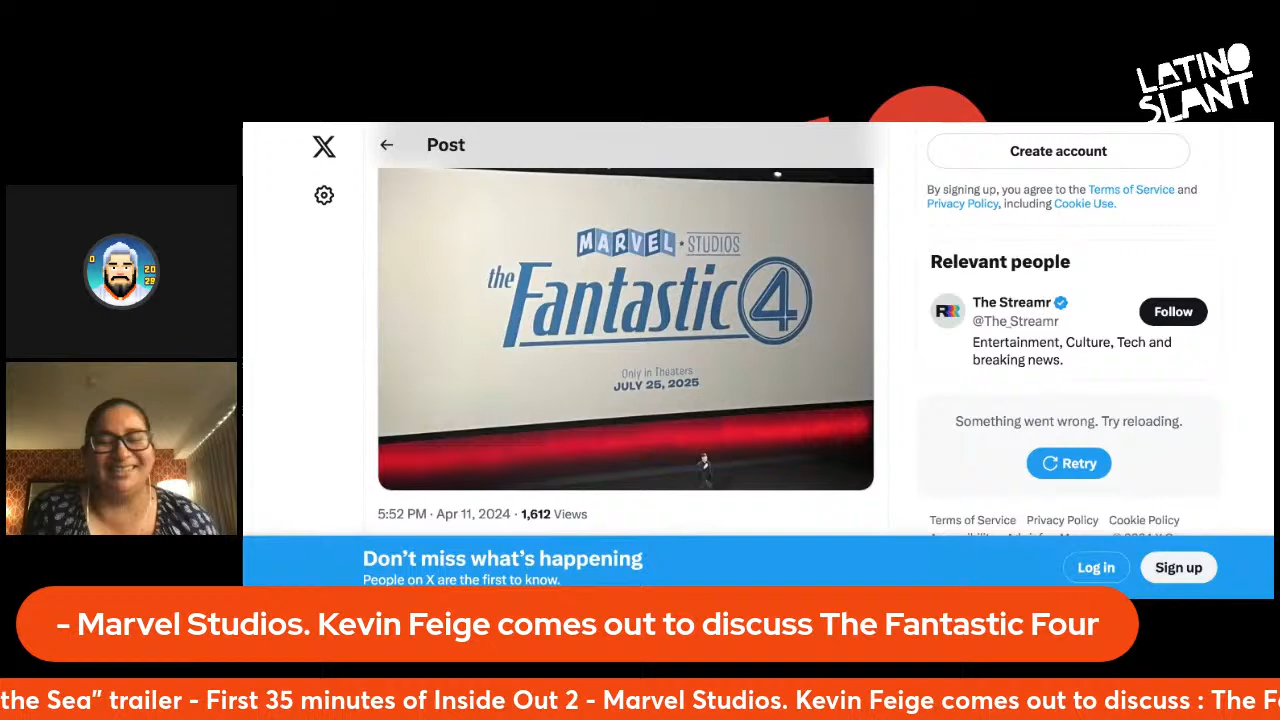 LATINO
SLANT
Post
MARVEL • STUDIOS
the Fantastic 4
Only in Theaters
JULY 25, 2025
5:52 PM · Apr 11, 2024 · 1,612 Views
Create account
By signing up, you agree to the Terms of Service and
Privacy Policy, including Cookie Use.
Relevant people
The Streamr
@The_Streamr
Follow
Entertainment, Culture, Tech and
breaking news.
Something went wrong. Try reloading.
Retry
Terms of Service Privacy Policy Cookie Policy
0
20
29
Don't miss what's happening
People on X are the first to know.
Log in
Sign up
- Marvel Studios. Kevin Feige comes out to discuss The Fantastic Four
the Sea” trailer - First 35 minutes of Inside Out 2 - Marvel Studios. Kevin Feige comes out to discuss : The F